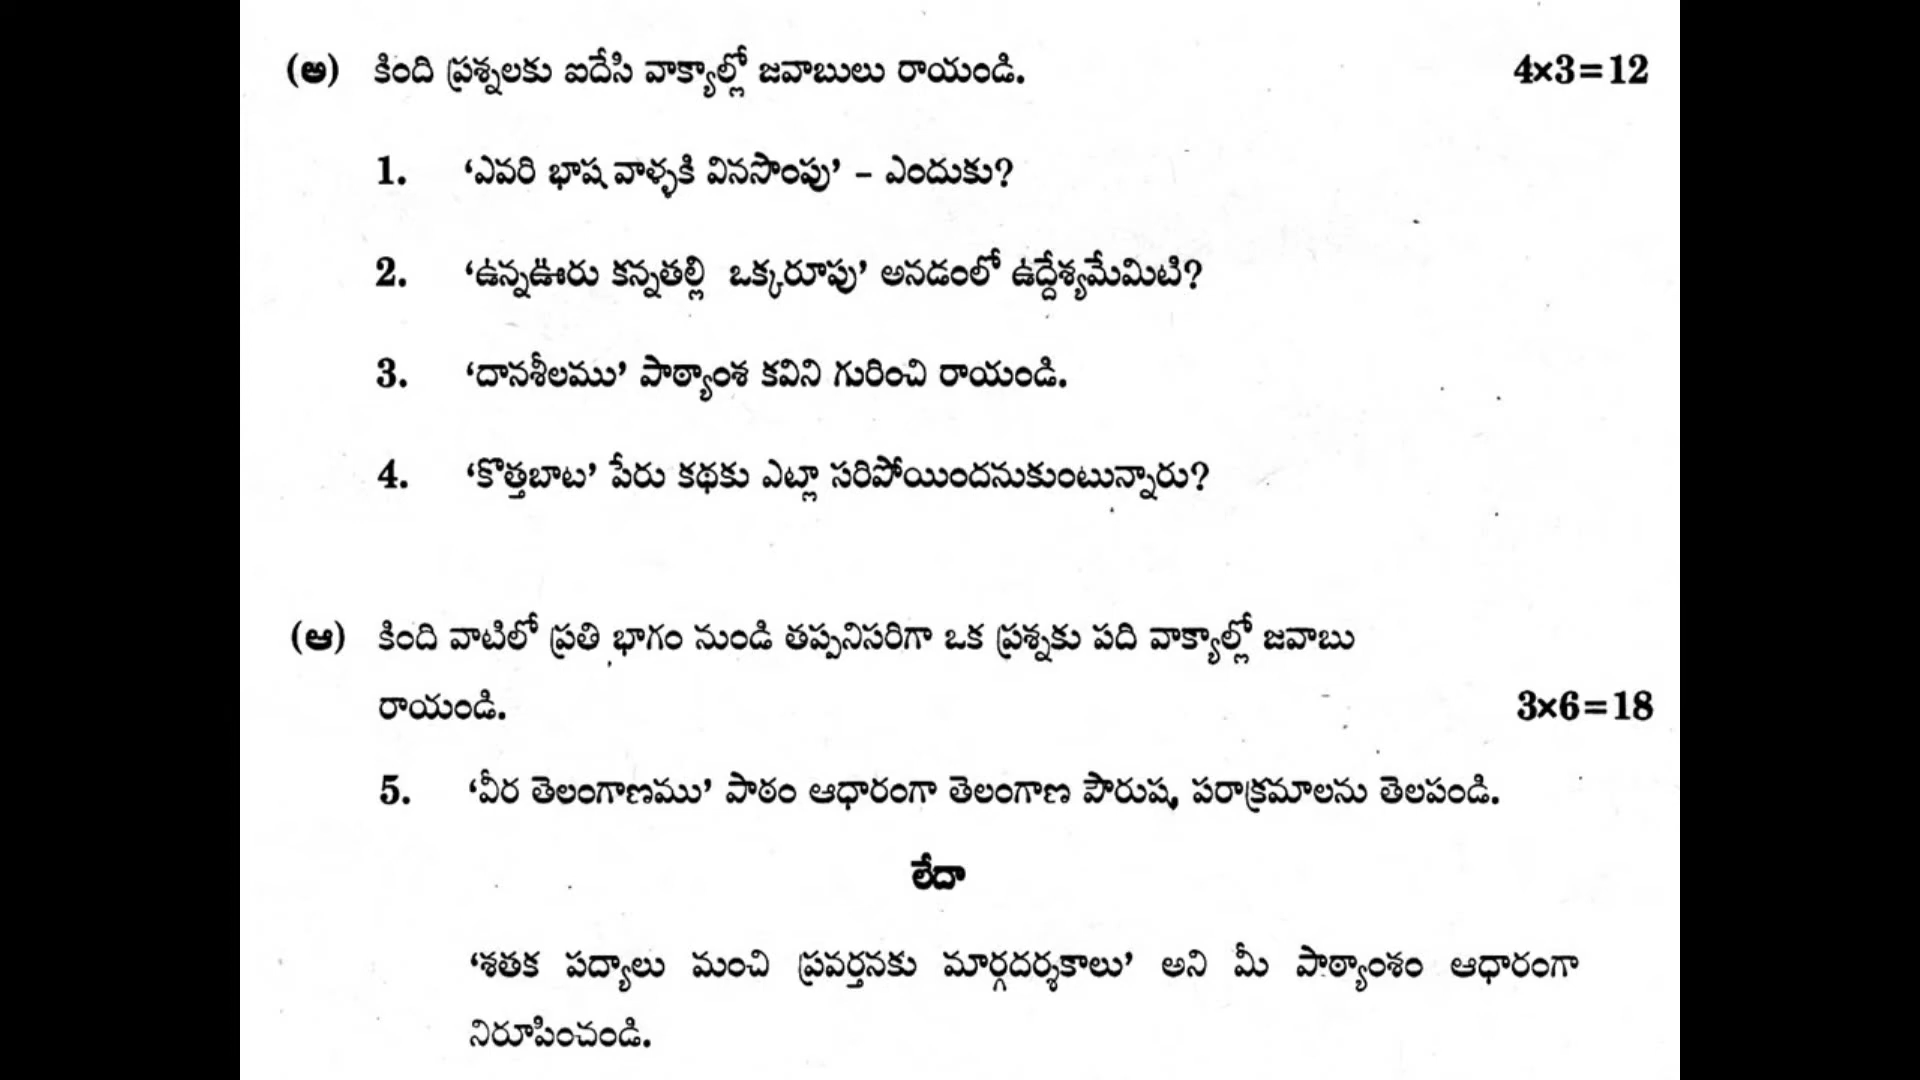 (అ) కింది ప్రశ్నలకు ఐదేసి వాక్యాల్లో జవాబులు రాయండి. 4×3=12
1. ‘ఎవరి భాష వాళ్ళకి వినసొంపు’ – ఎందుకు?
2. ‘ఉన్నఊరు కన్నతల్లి ఒక్కరూపు’ అనడంలో ఉద్దేశ్యమేమిటి?
3. ‘దానశీలము’ పాఠ్యాంశ కవిని గురించి రాయండి.
4. ‘కొత్తబాట’ పేరు కథకు ఎట్లా సరిపోయిందనుకుంటున్నారు?
(ఆ) కింది వాటిలో ప్రతి భాగం నుండి తప్పనిసరిగా ఒక ప్రశ్నకు పది వాక్యాల్లో జవాబు
రాయండి. 3×6=18
5. ‘వీర తెలంగాణము’ పాఠం ఆధారంగా తెలంగాణ పౌరుష, పరాక్రమాలను తెలపండి.
లేదా
‘శతక పద్యాలు మంచి ప్రవర్తనకు మార్గదర్శకాలు’ అని మీ పాఠ్యాంశం ఆధారంగా
నిరూపించండి.